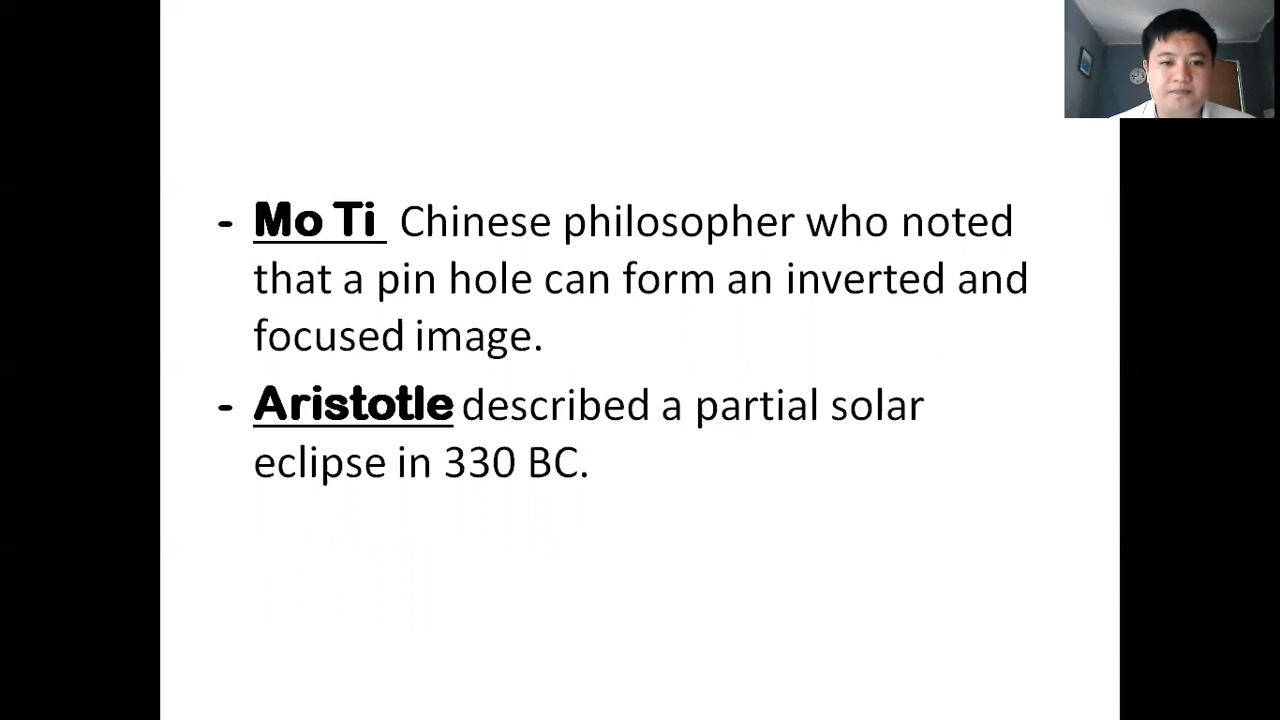 - Mo Ti Chinese philosopher who noted
that a pin hole can form an inverted and
focused image.
- Aristotle described a partial solar
eclipse in 330 BC.